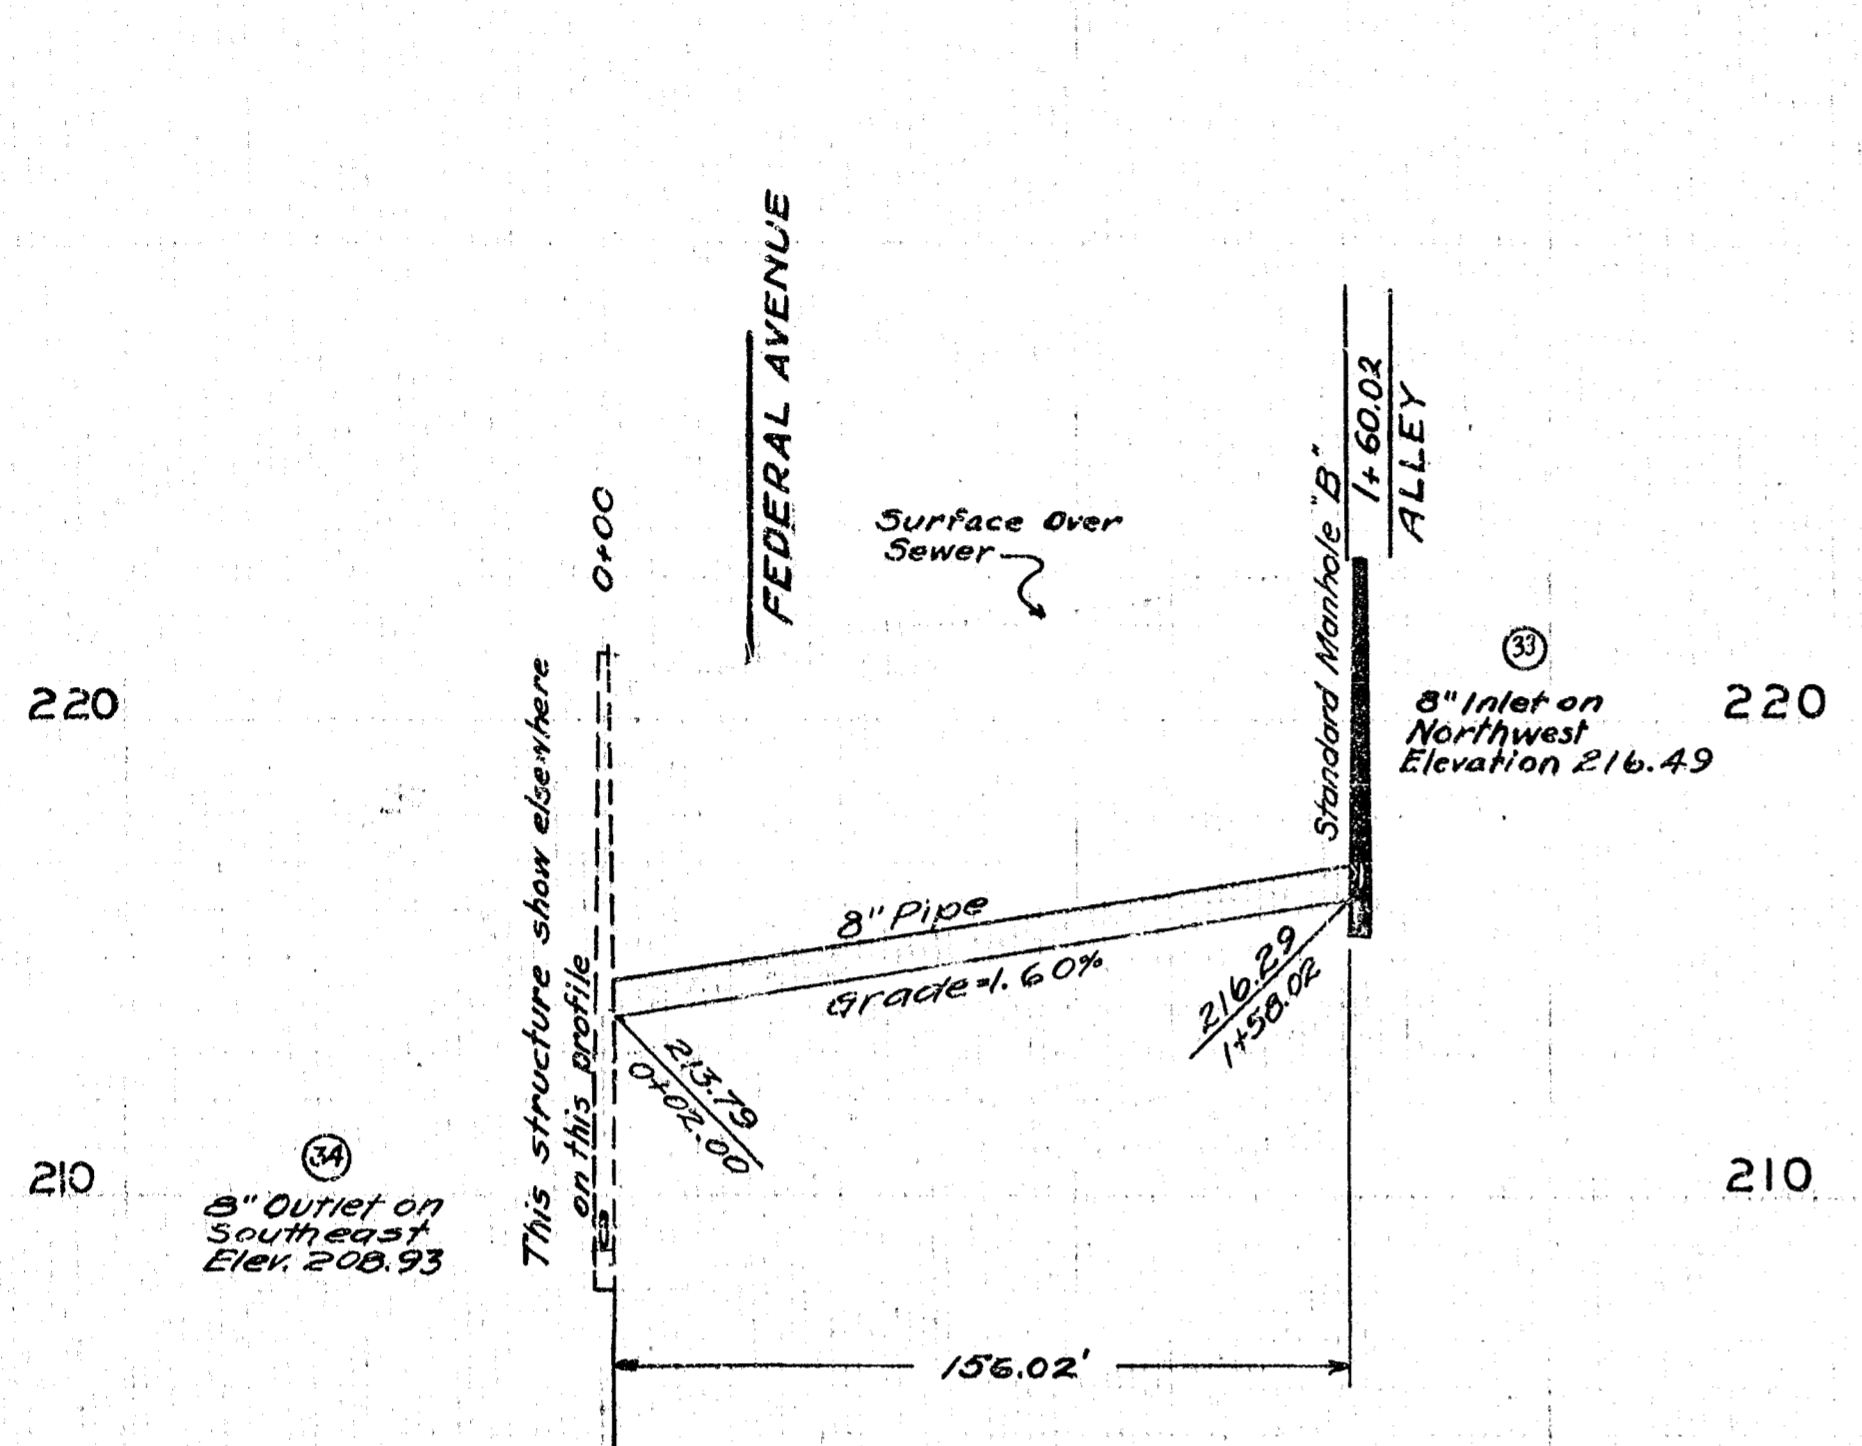 FEDERAL AVENUE
0+00
Surface Over
Sewer
Standard Manhole "B"
1+60.02
ALLEY
220
33
8" Inlet on
Northwest
Elevation 216.49
220
This structure show elsewhere
on this profile
8" Pipe
Grade=1.60%
216.29
1+58.02
213.79
0+02.00
210
34
8" Outlet on
Southeast
Elev. 208.93
210
156.02'